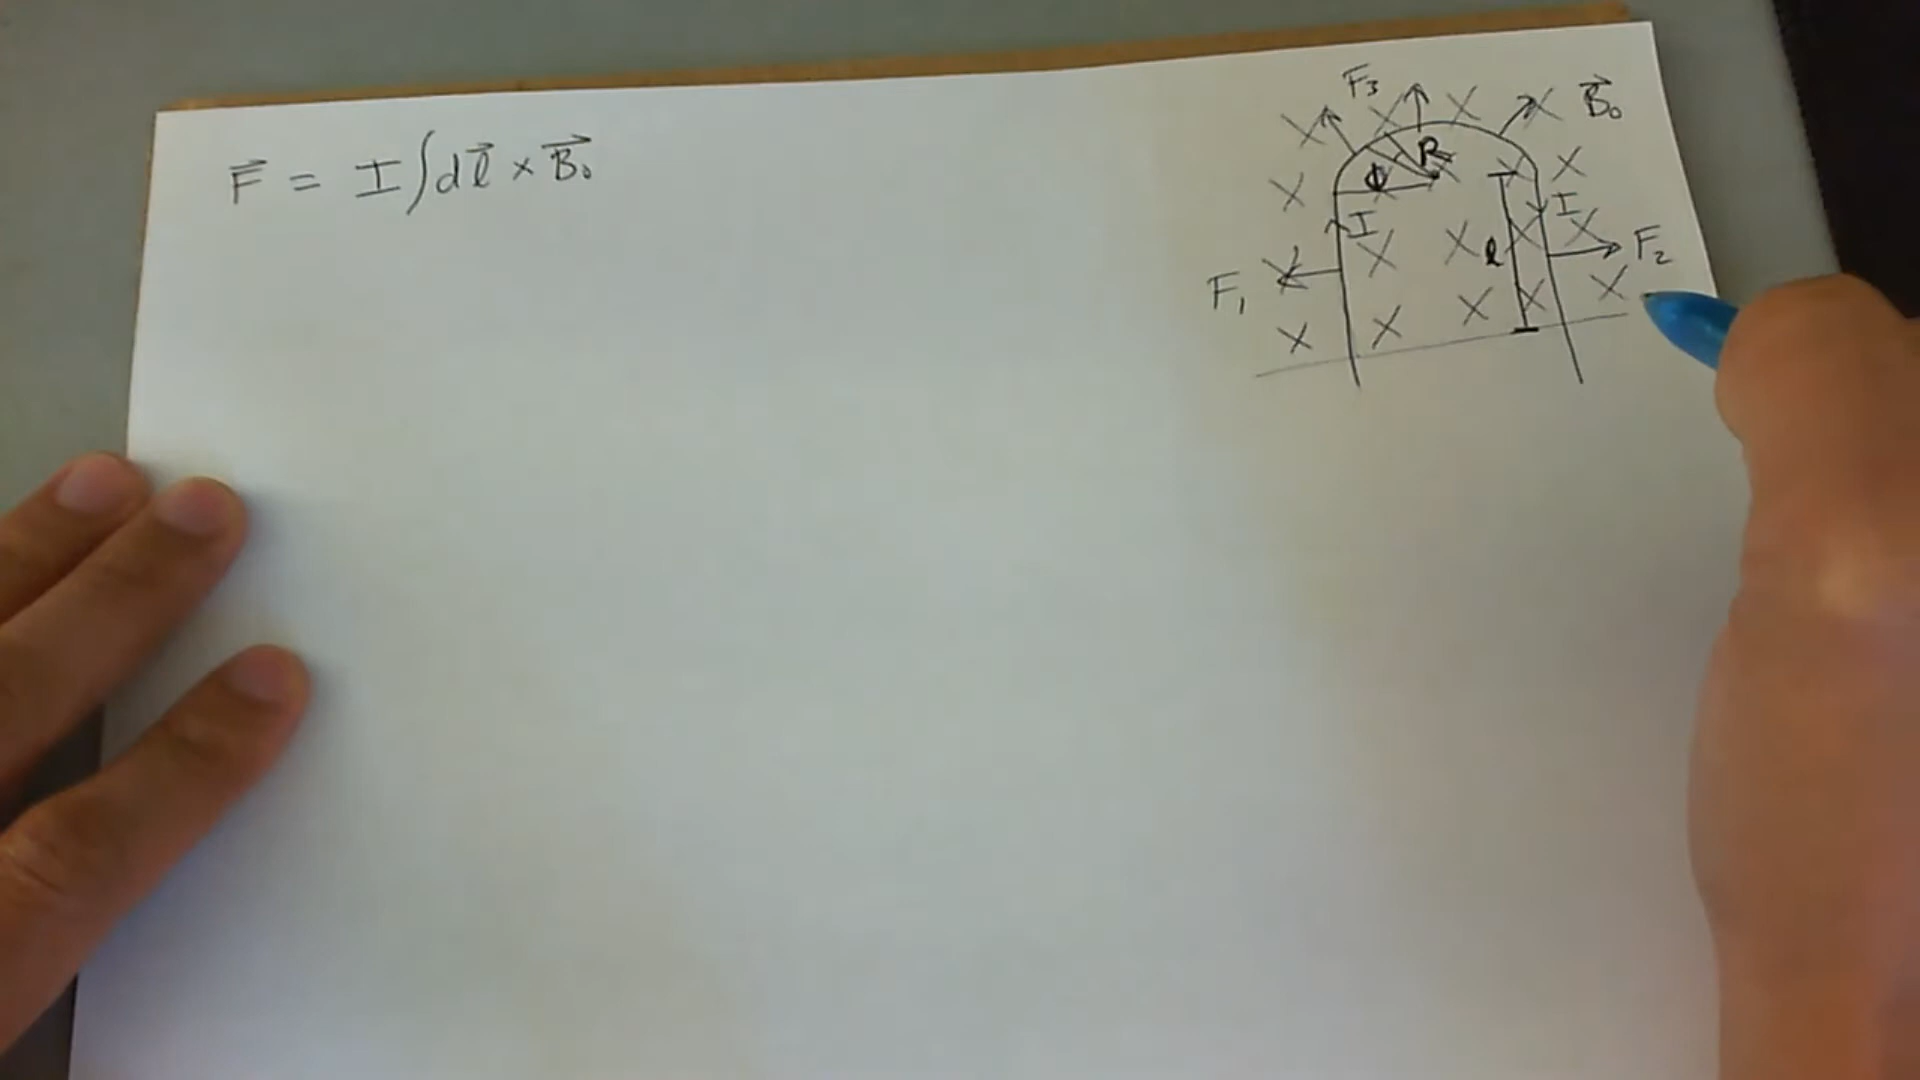 F⃗ = I∫dl⃗ × B⃗₀
F₃
B⃗₀
R
ϕ
I
I
l
F₂
F₁